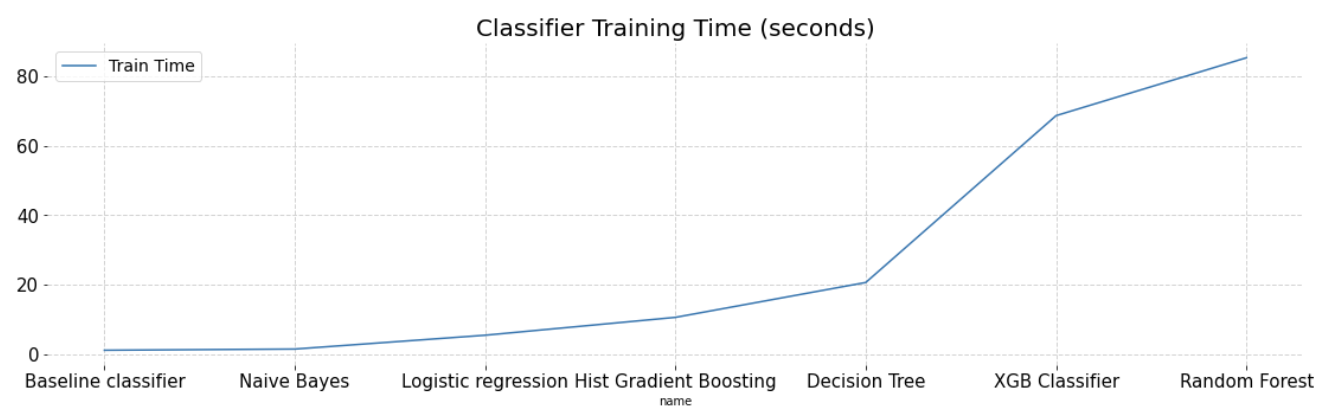 Classifier Training Time (seconds)
Train Time
80
60
40
20
0
Baseline classifier Naive Bayes Logistic regression Hist Gradient Boosting Decision Tree XGB Classifier Random Forest
name